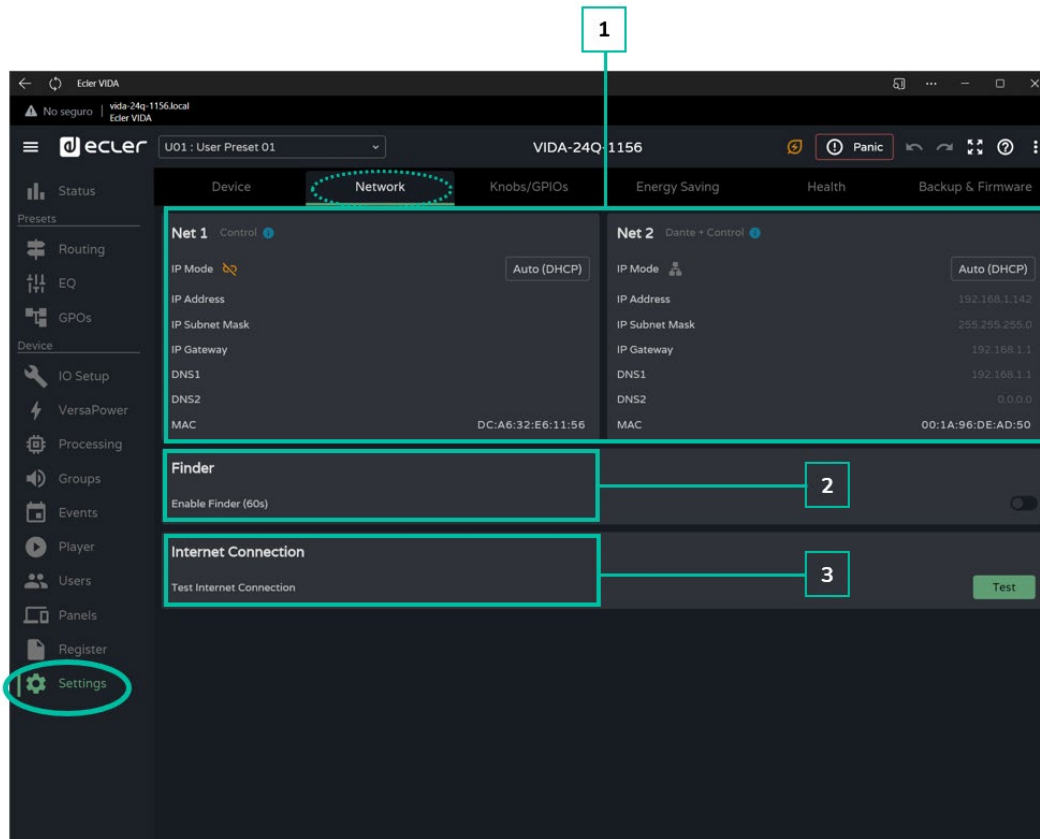 1
Ecler VIDA
No seguro | vida-24q-1156.local
Ecler VIDA
ecler U01 : User Preset 01 VIDA-24Q-1156 Panic
Status
Presets
Routing
EQ
GPOs
Device
IO Setup
VersaPower
Processing
Groups
Events
Player
Users
Panels
Register
Settings
Device Network Knobs/GPIOs Energy Saving Health Backup & Firmware
Net 1 Control
IP Mode Auto (DHCP)
IP Address
IP Subnet Mask
IP Gateway
DNS1
DNS2
MAC DC:A6:32:E6:11:56
Net 2 Dante + Control
IP Mode Auto (DHCP)
IP Address 192.168.1.142
IP Subnet Mask 255.255.255.0
IP Gateway 192.168.1.1
DNS1 192.168.1.1
DNS2 0.0.0.0
MAC 00:1A:96:DE:AD:50
Finder
Enable Finder (60s)
2
Internet Connection
Test Internet Connection
3
Test